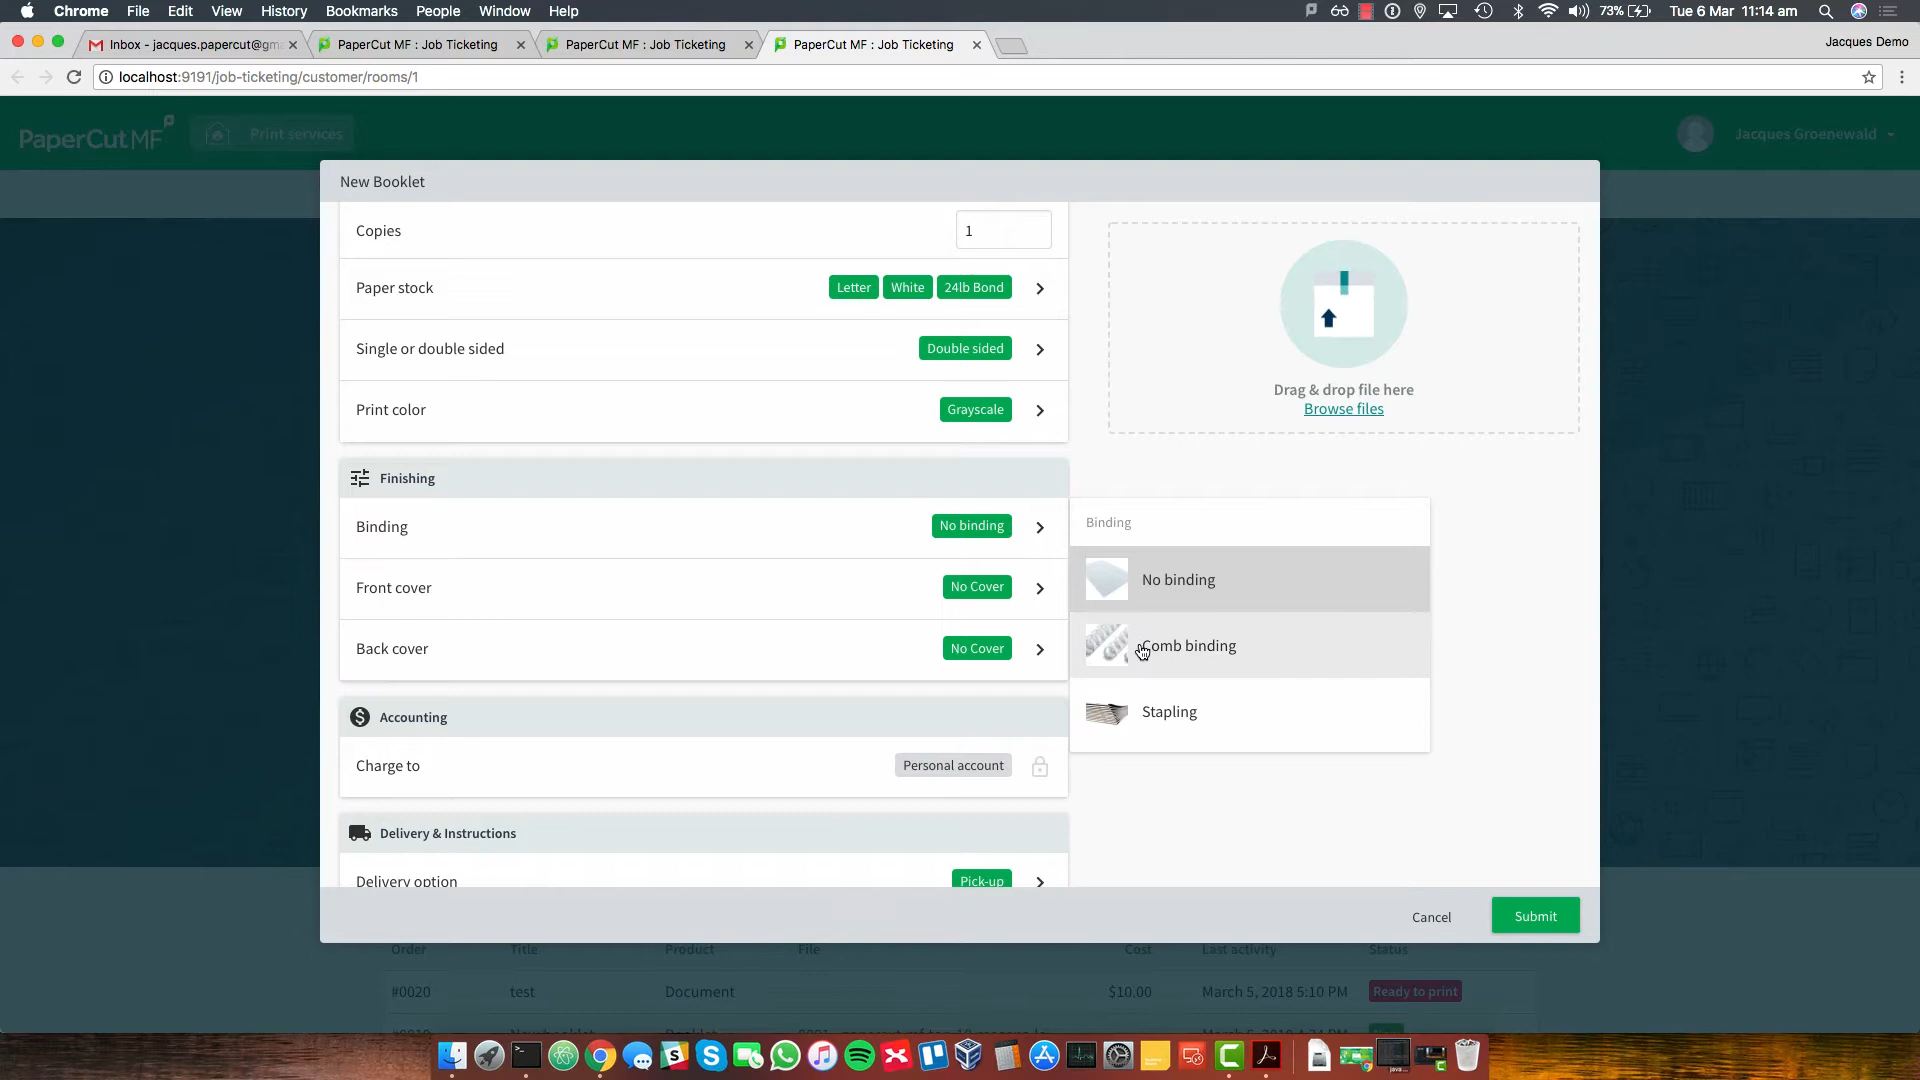 Chrome File Edit View History Bookmarks People Window Help 73% Tue 6 Mar 11:14 am
Inbox - jacques.papercut@gm PaperCut MF : Job Ticketing PaperCut MF : Job Ticketing PaperCut MF : Job Ticketing Jacques Demo
localhost:9191/job-ticketing/customer/rooms/1
PaperCut MF Print services Jacques Groenewald
New Booklet
Copies 1
Paper stock Letter White 24lb Bond
Single or double sided Double sided
Print color Grayscale
Drag & drop file here
Browse files
Finishing
Binding No binding
Front cover No Cover
Back cover No Cover
Binding
No binding
Comb binding
Stapling
Accounting
Charge to Personal account
Delivery & Instructions
Delivery option Pick-up
Cancel Submit
Order Title Product File Cost Last activity Status
#0020 test Document $10.00 March 5, 2018 5:10 PM Ready to print